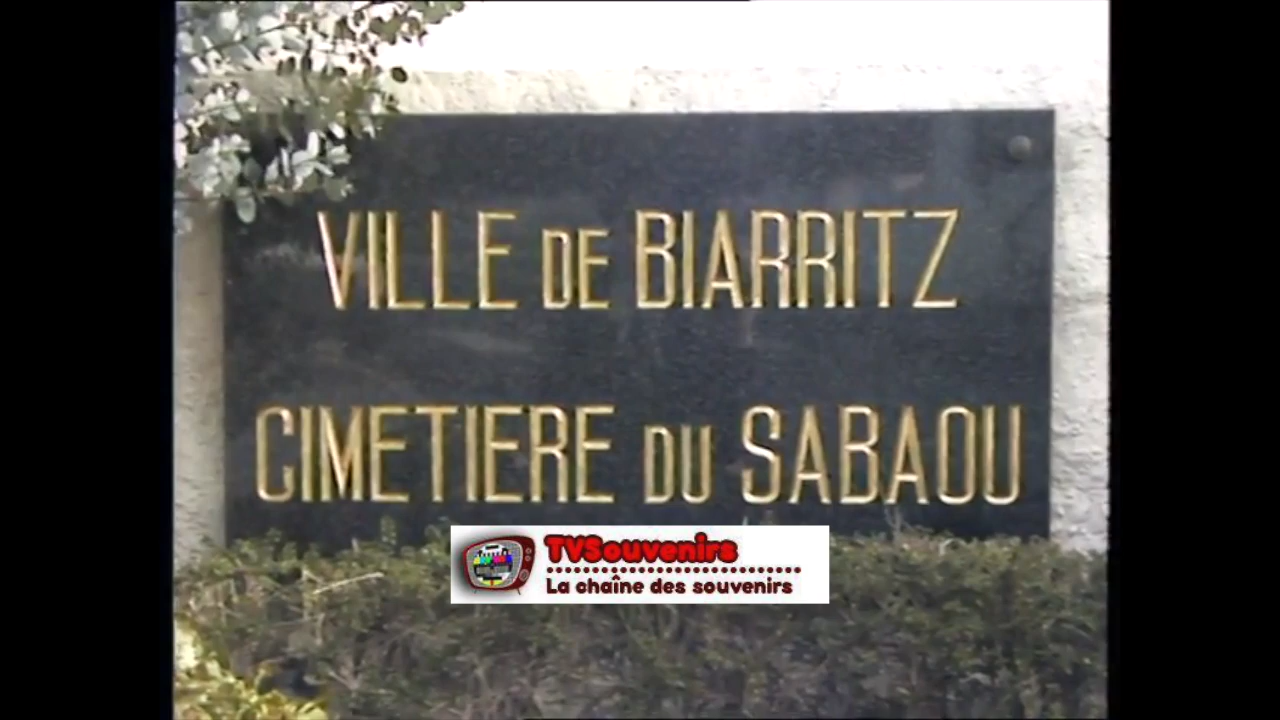 VILLE DE BIARRITZ
CIMETIERE DU SABAOU
TVSouvenirs
La chaîne des souvenirs